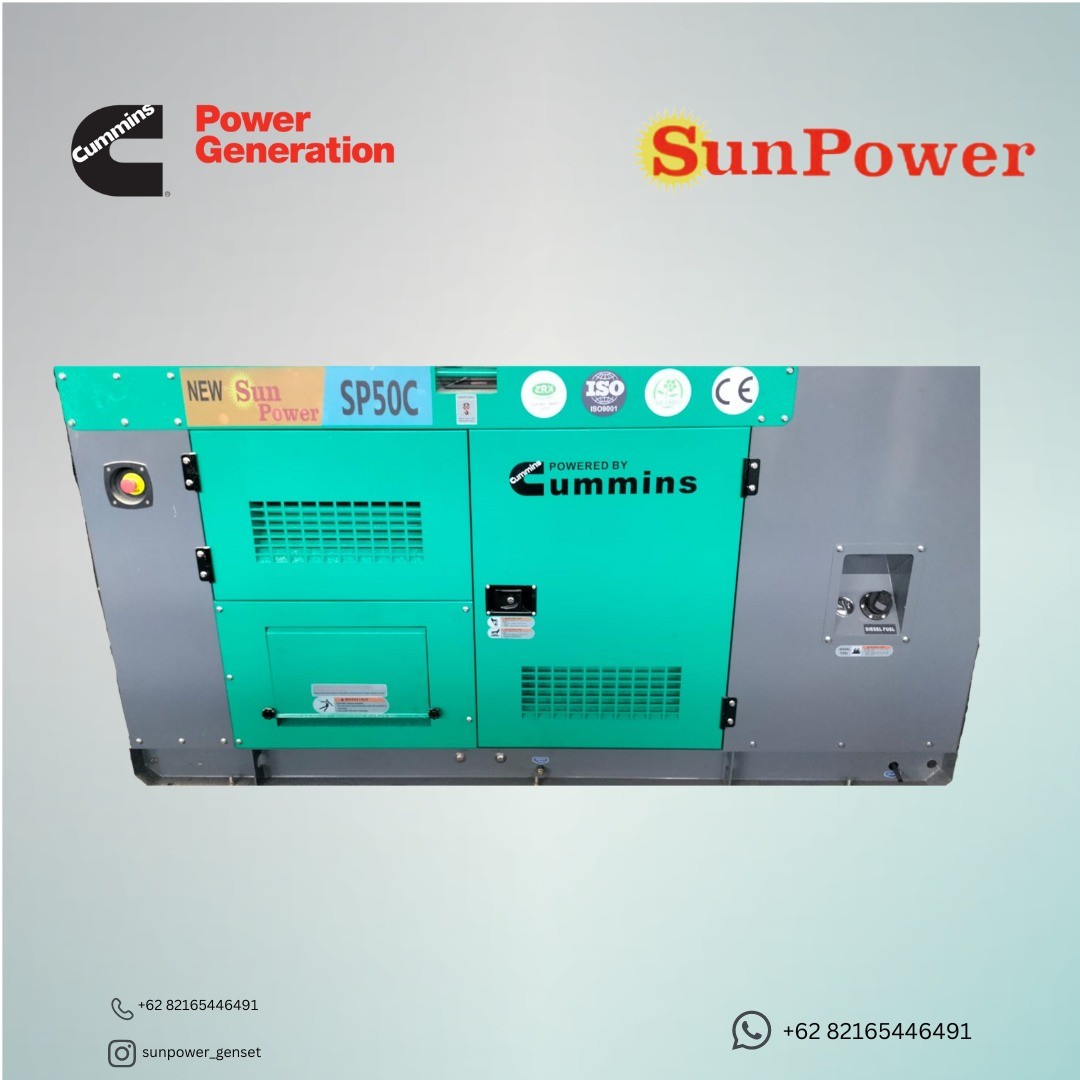 Cummins
Power
Generation
SunPower
NEW Sun Power SP50C
ISO
ISO9001
CE
POWERED BY
Cummins
DIESEL FUEL
+62 82165446491
sunpower_genset
+62 82165446491